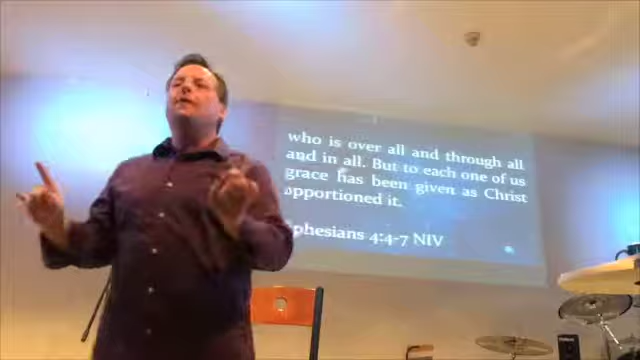 who is over all and through all
and in all. But to each one of us
grace has been given as Christ
apportioned it.
Ephesians 4:4-7 NIV